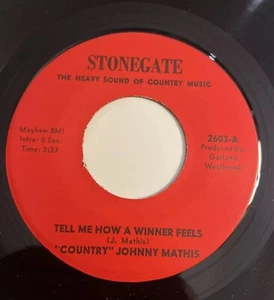 STONEGATE
THE HEAVY SOUND OF COUNTRY MUSIC
Mayhew BMI
Intro: 8 Sec.
Time: 2:23
2603-A
Produced by
Garland
TELL ME HOW A WINNER FEELS
(J. Mathis)
"COUNTRY" JOHNNY MATHIS